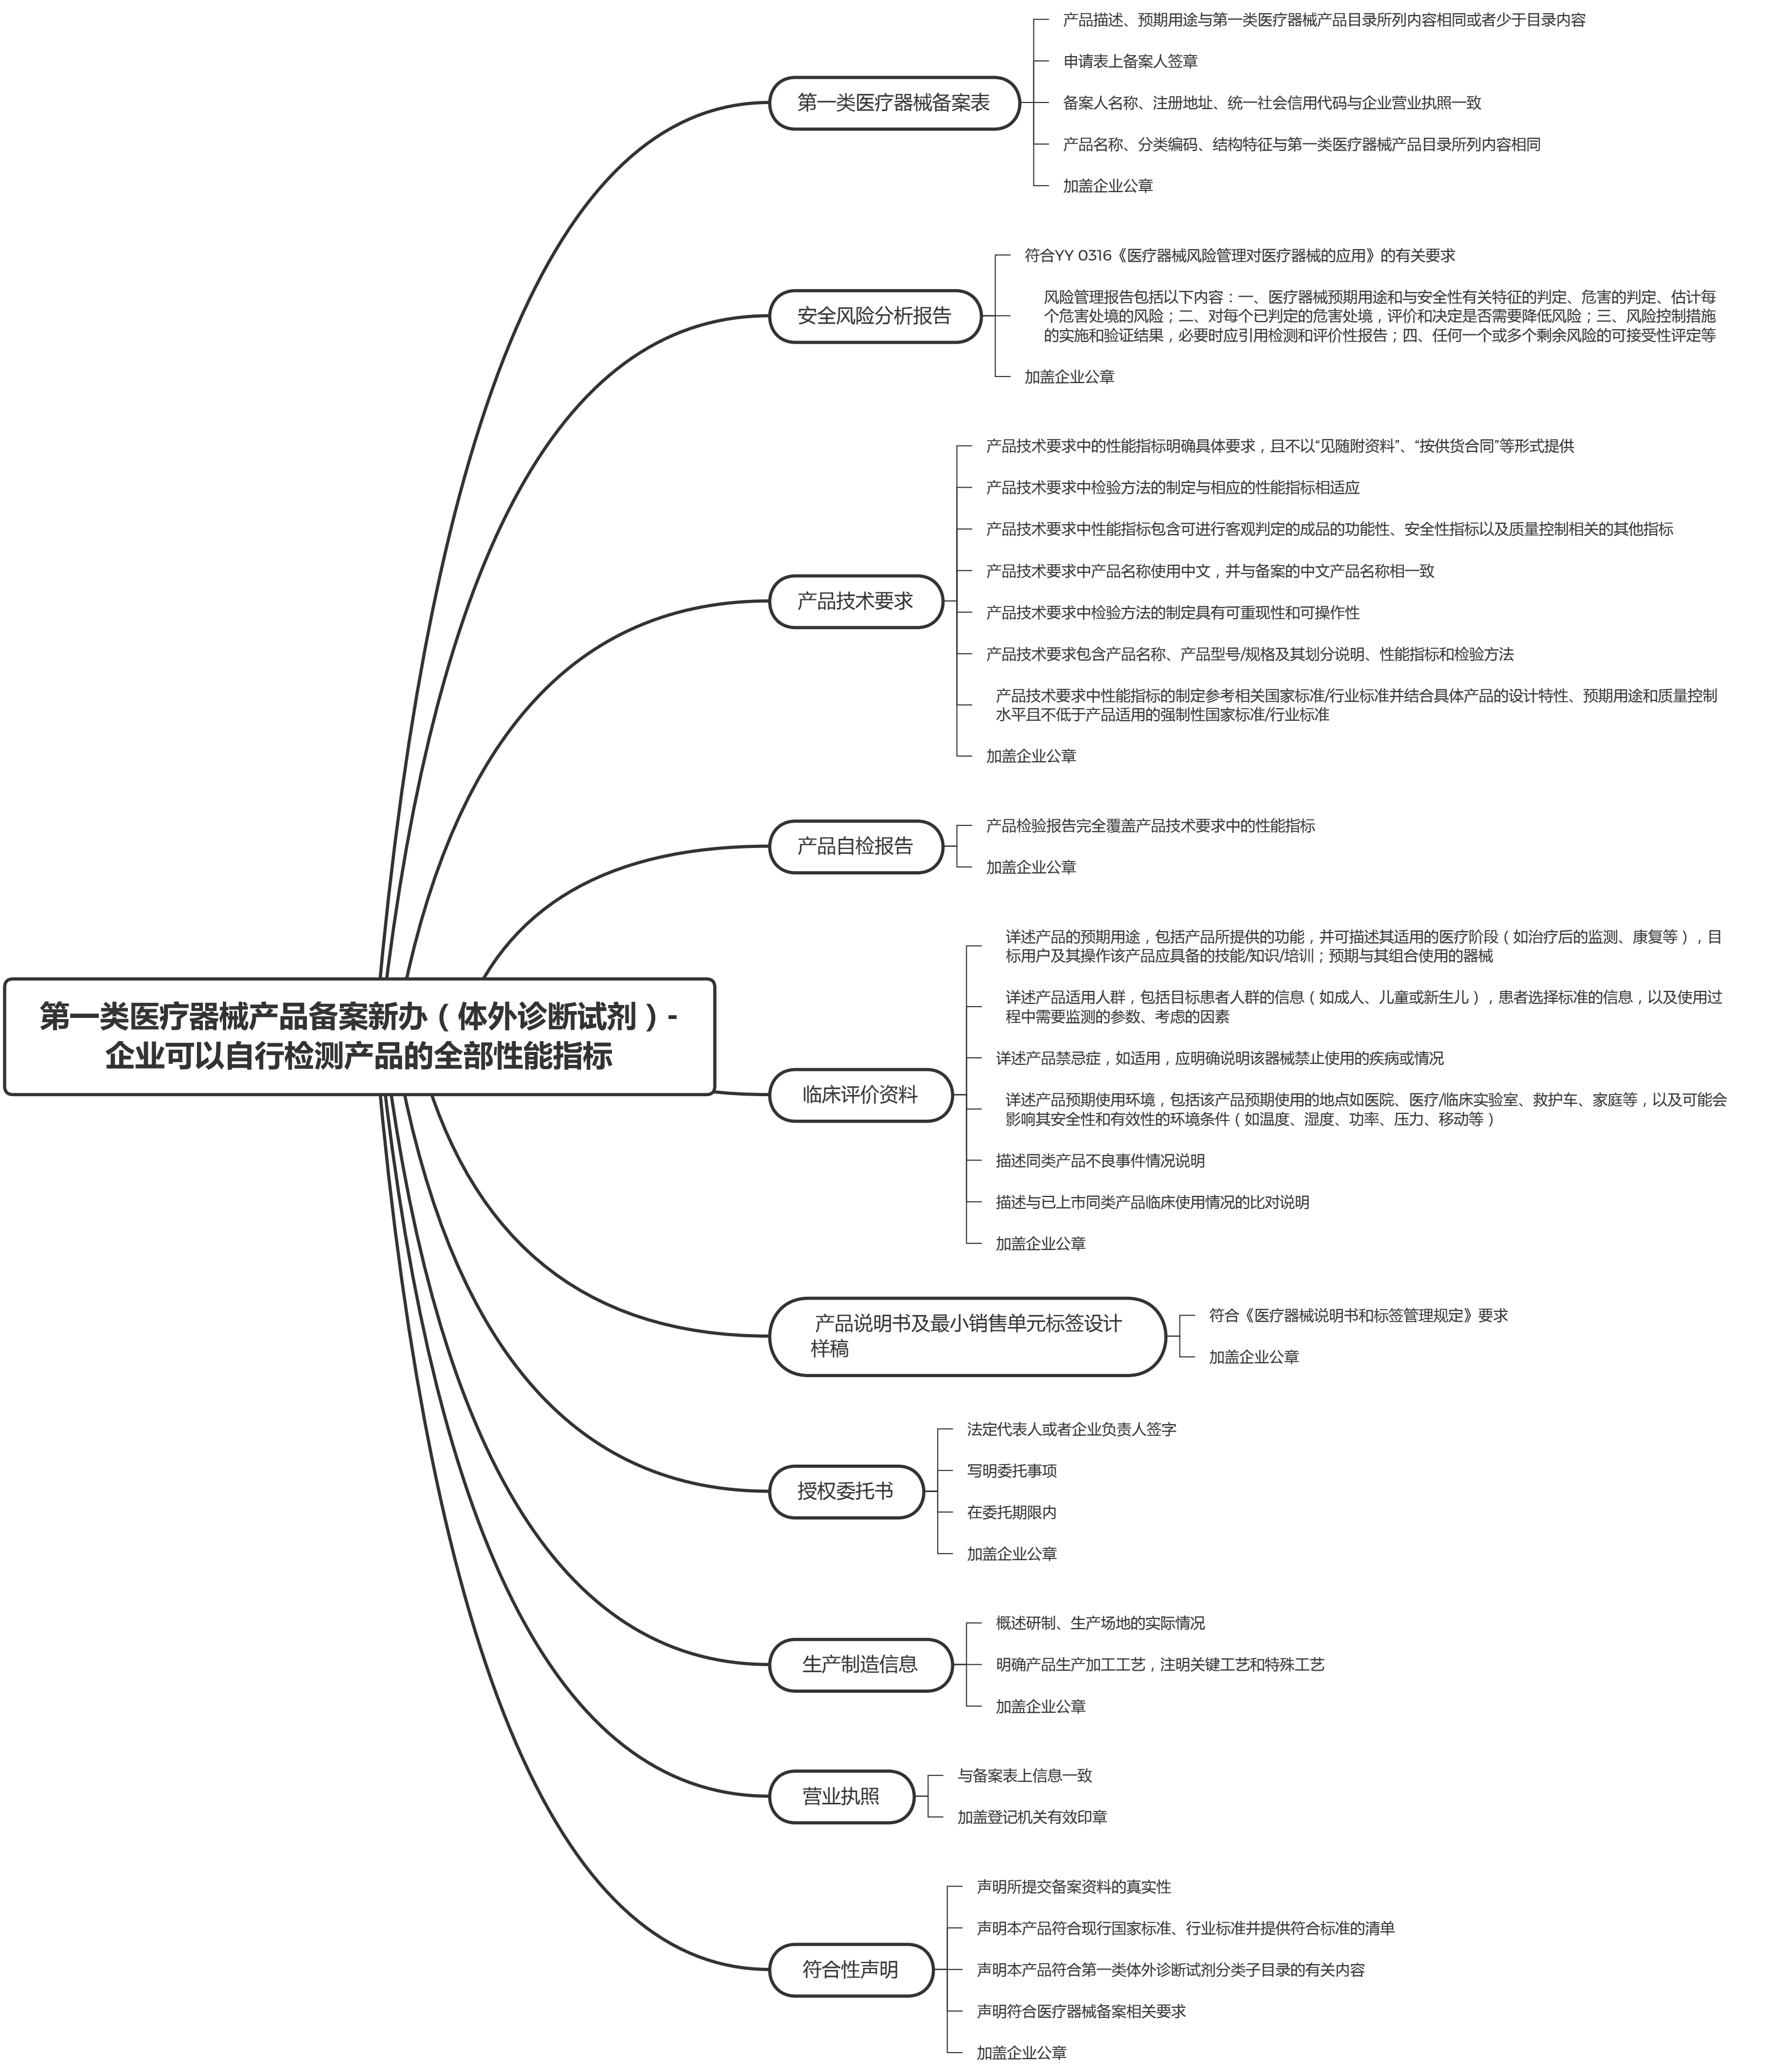 第一类医疗器械产品备案新办（体外诊断试剂）-
企业可以自行检测产品的全部性能指标
第一类医疗器械备案表
产品描述、预期用途与第一类医疗器械产品目录所列内容相同或者少于目录内容
申请表上备案人签章
备案人名称、注册地址、统一社会信用代码与企业营业执照一致
产品名称、分类编码、结构特征与第一类医疗器械产品目录所列内容相同
加盖企业公章
安全风险分析报告
符合YY 0316《医疗器械风险管理对医疗器械的应用》的有关要求
风险管理报告包括以下内容：一、医疗器械预期用途和与安全性有关特征的判定、危害的判定、估计每
个危害处境的风险；二、对每个已判定的危害处境，评价和决定是否需要降低风险；三、风险控制措施
的实施和验证结果，必要时应引用检测和评价性报告；四、任何一个或多个剩余风险的可接受性评定等
加盖企业公章
产品技术要求
产品技术要求中的性能指标明确具体要求，且不以“见随附资料”、“按供货合同”等形式提供
产品技术要求中检验方法的制定与相应的性能指标相适应
产品技术要求中性能指标包含可进行客观判定的成品的功能性、安全性指标以及质量控制相关的其他指标
产品技术要求中产品名称使用中文，并与备案的中文产品名称相一致
产品技术要求中检验方法的制定具有可重现性和可操作性
产品技术要求包含产品名称、产品型号/规格及其划分说明、性能指标和检验方法
产品技术要求中性能指标的制定参考相关国家标准/行业标准并结合具体产品的设计特性、预期用途和质量控制
水平且不低于产品适用的强制性国家标准/行业标准
加盖企业公章
产品自检报告
产品检验报告完全覆盖产品技术要求中的性能指标
加盖企业公章
临床评价资料
详述产品的预期用途，包括产品所提供的功能，并可描述其适用的医疗阶段（如治疗后的监测、康复等），目
标用户及其操作该产品应具备的技能/知识/培训；预期与其组合使用的器械
详述产品适用人群，包括目标患者人群的信息（如成人、儿童或新生儿），患者选择标准的信息，以及使用过
程中需要监测的参数、考虑的因素
详述产品禁忌症，如适用，应明确说明该器械禁止使用的疾病或情况
详述产品预期使用环境，包括该产品预期使用的地点如医院、医疗/临床实验室、救护车、家庭等，以及可能会
影响其安全性和有效性的环境条件（如温度、湿度、功率、压力、移动等）
描述同类产品不良事件情况说明
描述与已上市同类产品临床使用情况的比对说明
加盖企业公章
产品说明书及最小销售单元标签设计
样稿
符合《医疗器械说明书和标签管理规定》要求
加盖企业公章
授权委托书
法定代表人或者企业负责人签字
写明委托事项
在委托期限内
加盖企业公章
生产制造信息
概述研制、生产场地的实际情况
明确产品生产加工工艺，注明关键工艺和特殊工艺
加盖企业公章
营业执照
与备案表上信息一致
加盖登记机关有效印章
符合性声明
声明所提交备案资料的真实性
声明本产品符合现行国家标准、行业标准并提供符合标准的清单
声明本产品符合第一类体外诊断试剂分类子目录的有关内容
声明符合医疗器械备案相关要求
加盖企业公章